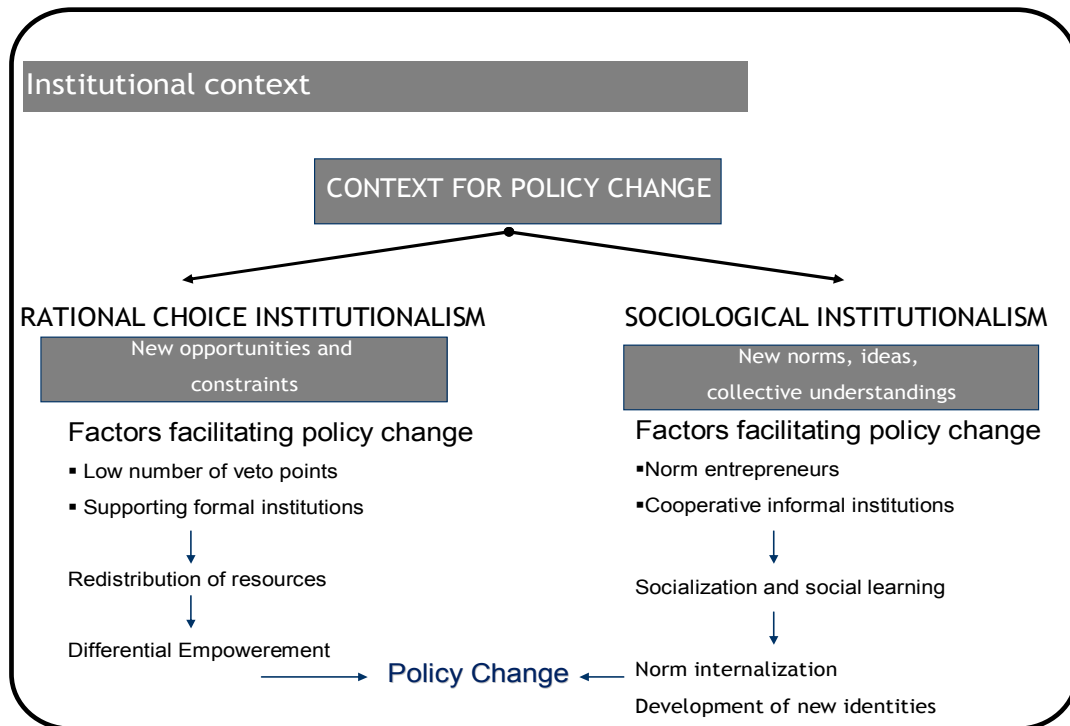 Institutional context
CONTEXT FOR POLICY CHANGE
RATIONAL CHOICE INSTITUTIONALISM
New opportunities and
constraints
Factors facilitating policy change
▪ Low number of veto points
▪ Supporting formal institutions
Redistribution of resources
Differential Empowerement
SOCIOLOGICAL INSTITUTIONALISM
New norms, ideas,
collective understandings
Factors facilitating policy change
▪Norm entrepreneurs
▪Cooperative informal institutions
Socialization and social learning
Norm internalization
Development of new identities
Policy Change